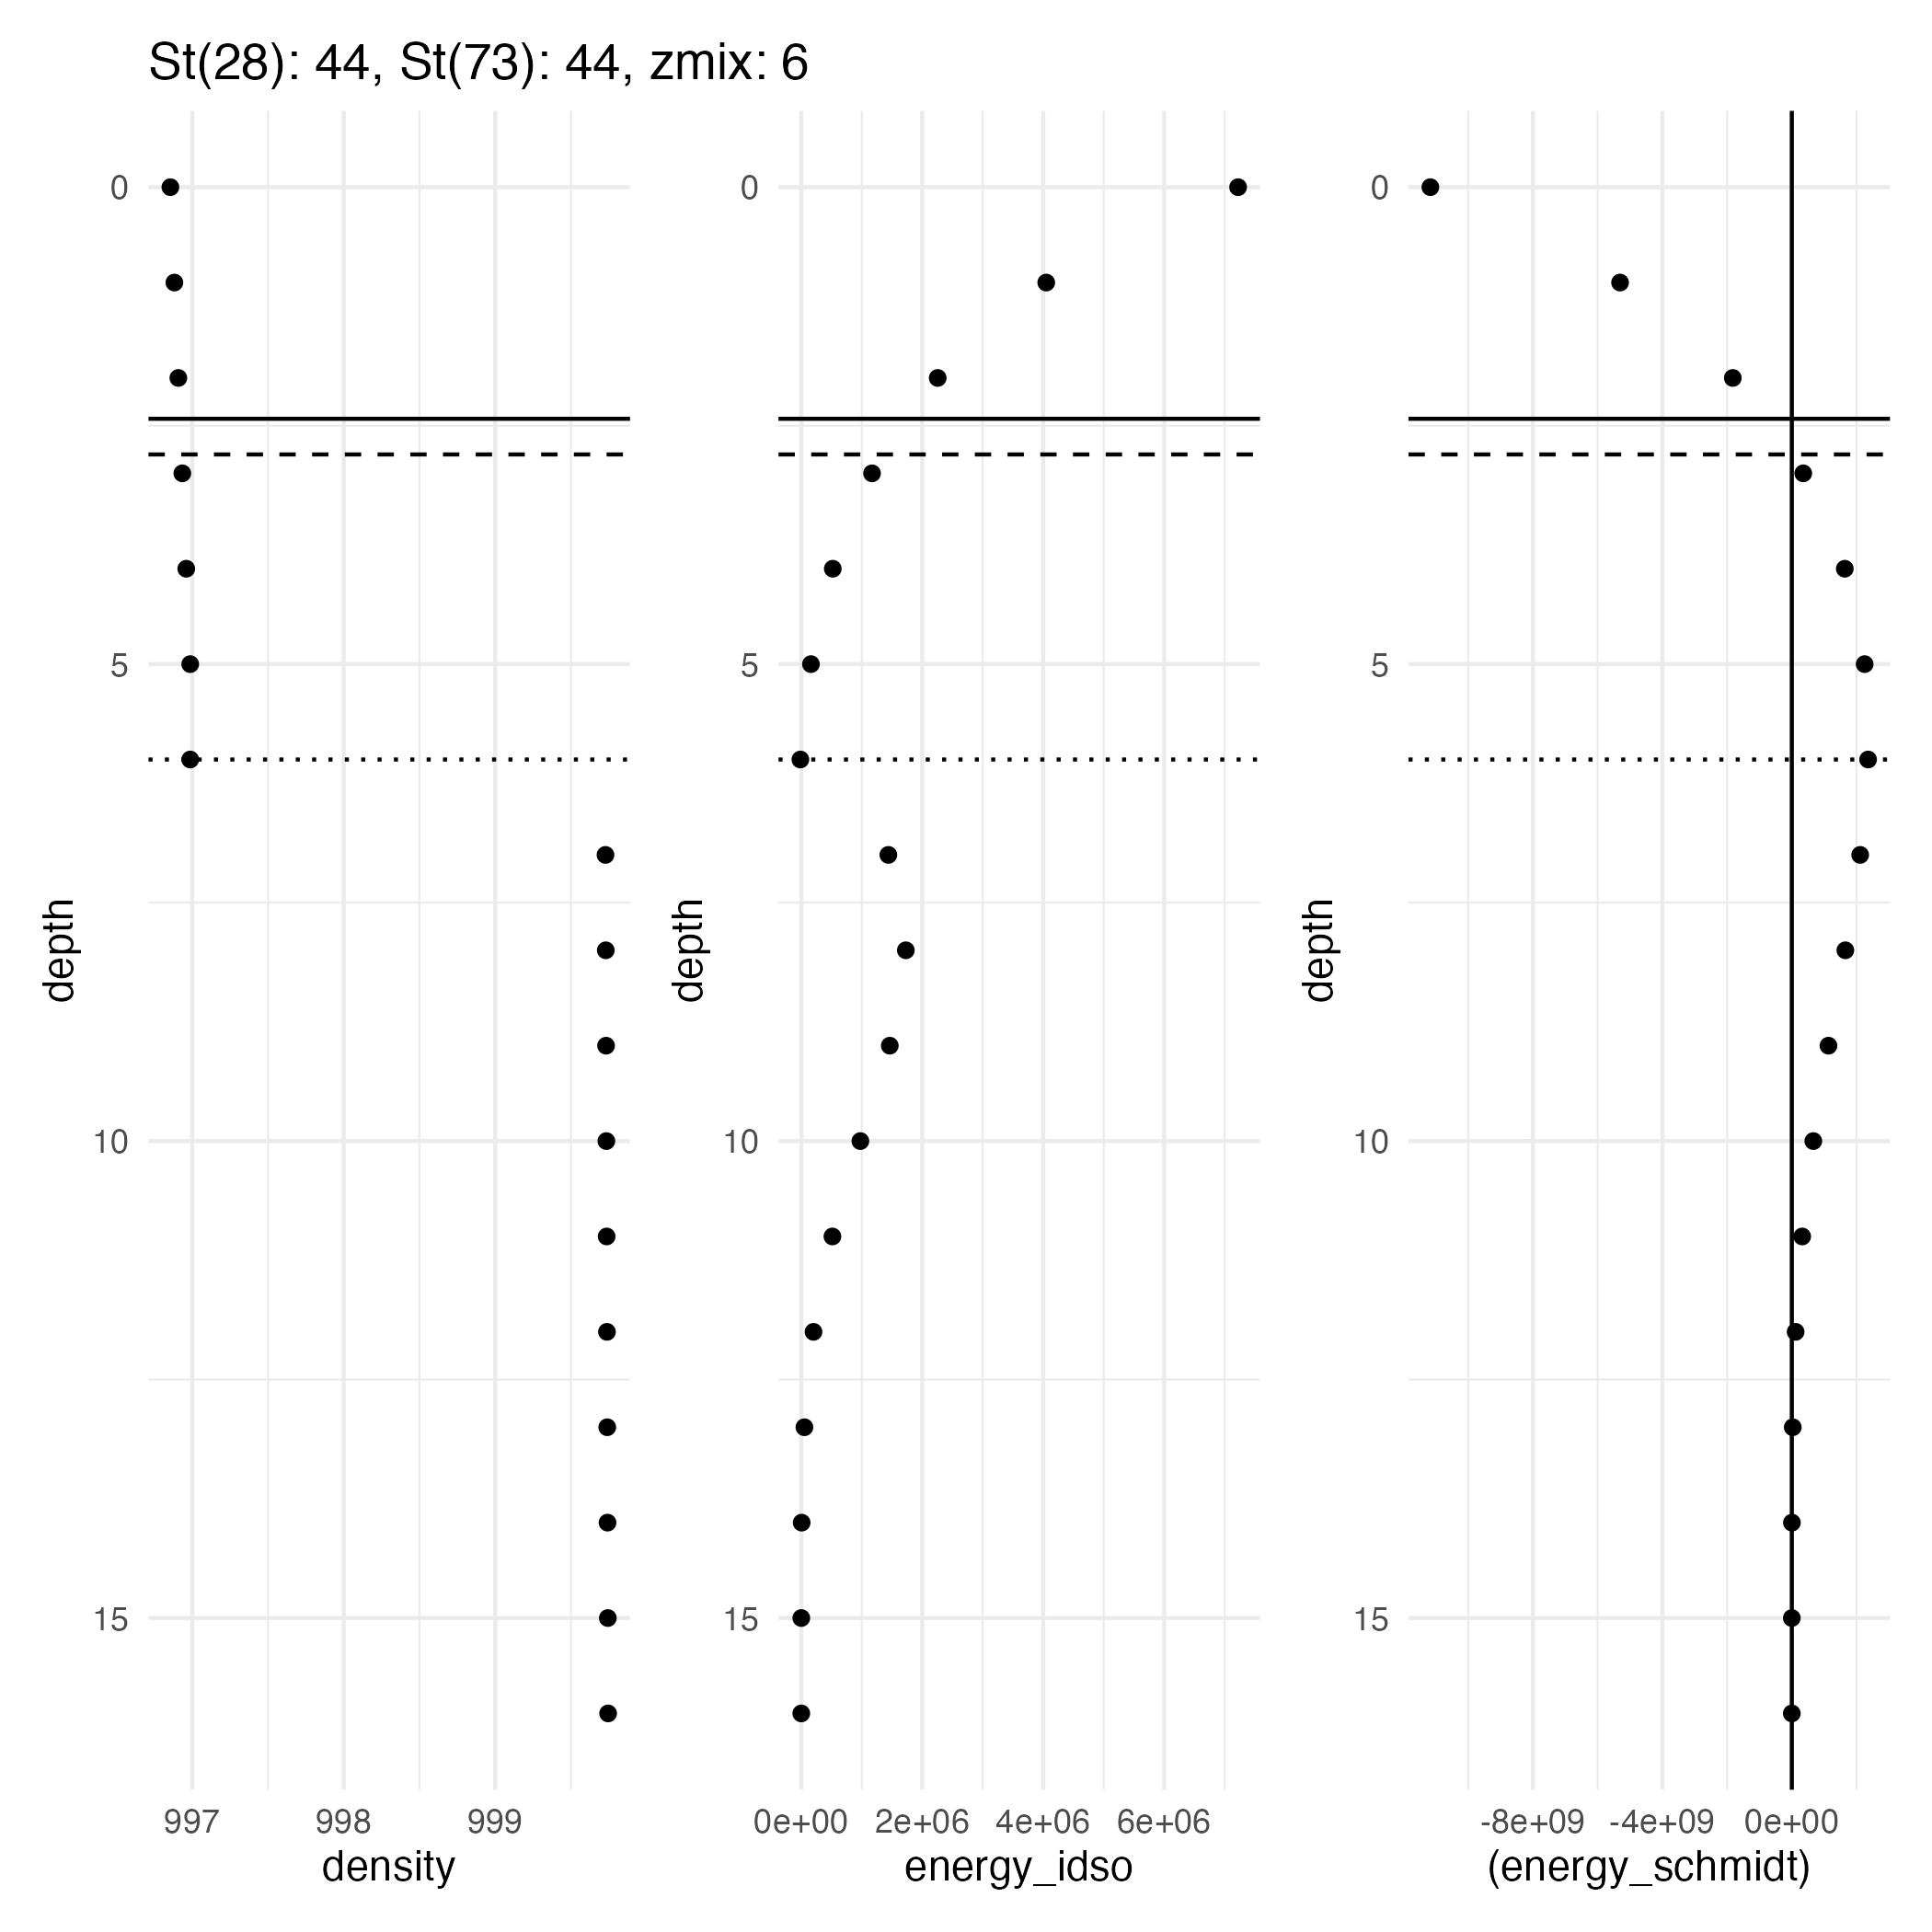 St(28): 44, St(73): 44, zmix: 6
0
5
10
15
depth
997 998 999
density
0
5
10
15
depth
0e+00 2e+06 4e+06 6e+06
energy_idso
0
5
10
15
depth
-8e+09 -4e+09 0e+00
(energy_schmidt)